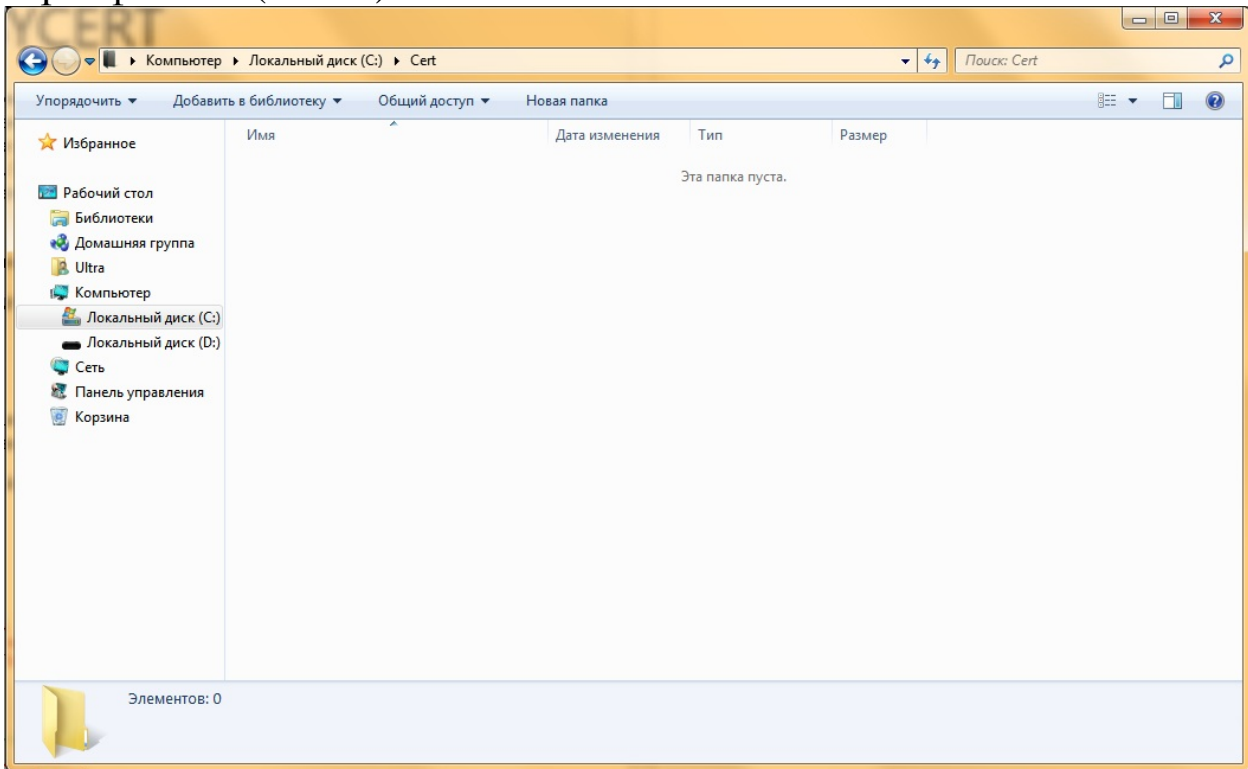 YCERT
Компьютер ▸ Локальный диск (C:) ▸ Cert
Поиск: Cert
Упорядочить Добавить в библиотеку Общий доступ Новая папка
Имя Дата изменения Тип Размер
Эта папка пуста.
Избранное
Рабочий стол
Библиотеки
Домашняя группа
Ultra
Компьютер
Локальный диск (C:)
Локальный диск (D:)
Сеть
Панель управления
Корзина
Элементов: 0